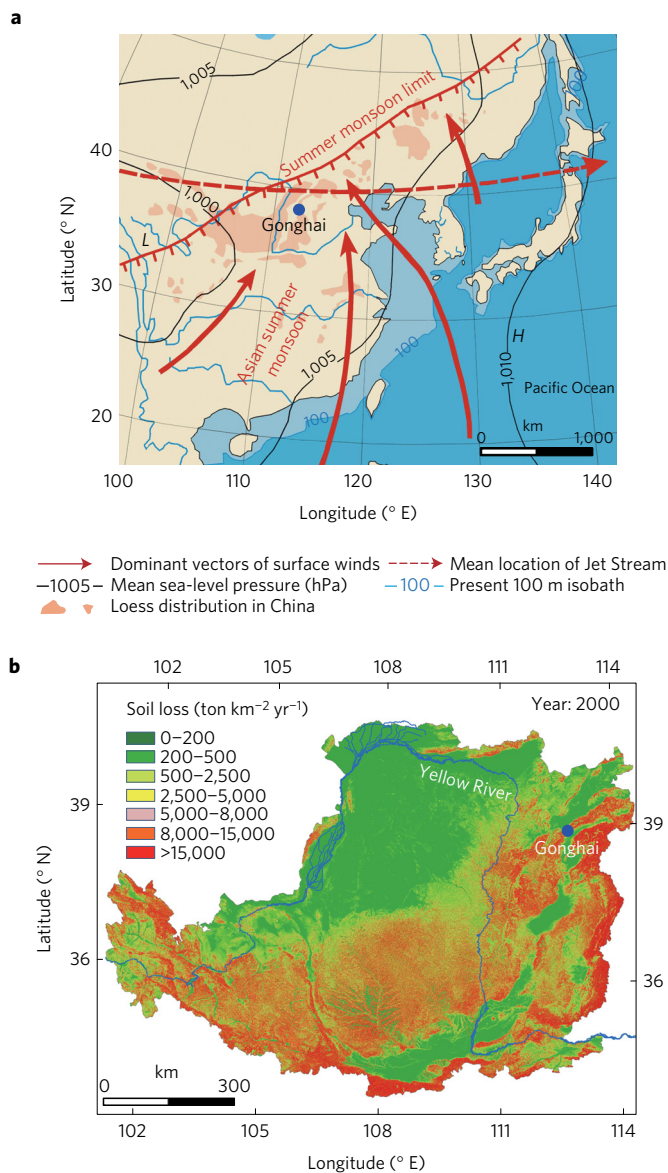 a
1,005
100
Summer monsoon limit
40
1,000
L
Gonghai
Latitude (° N)
30
Asian summer
monsoon
1,005
100
H
1,010
Pacific Ocean
20
100
km
0 1,000
100 110 120 130 140
Longitude (° E)
Dominant vectors of surface winds
Mean location of Jet Stream
–1005– Mean sea-level pressure (hPa)
–100– Present 100 m isobath
Loess distribution in China
b
102 105 108 111 114
Soil loss (ton km⁻² yr⁻¹)
Year: 2000
0–200
200–500
500–2,500
2,500–5,000
5,000–8,000
8,000–15,000
>15,000
Yellow River
39
39
Gonghai
Latitude (° N)
36
36
km
0 300
102 105 108 111 114
Longitude (° E)